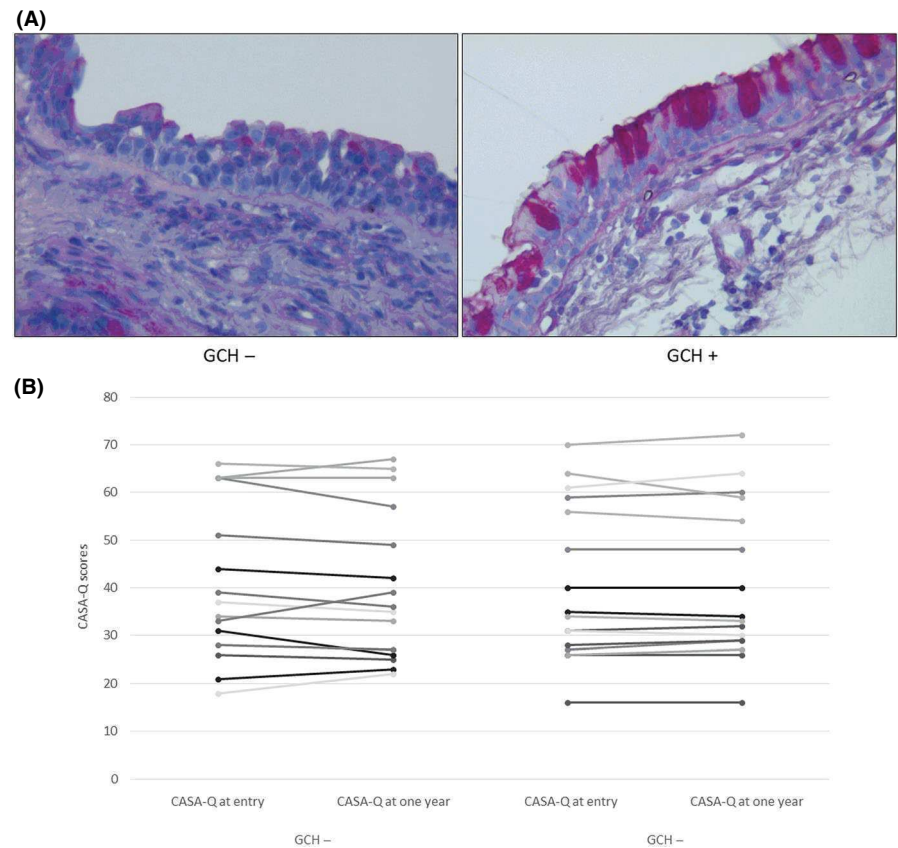 (A)
GCH – GCH +
(B)
80
70
60
50
40
30
20
10
0
CASA-Q scores
CASA-Q at entry CASA-Q at one year CASA-Q at entry CASA-Q at one year
GCH – GCH –